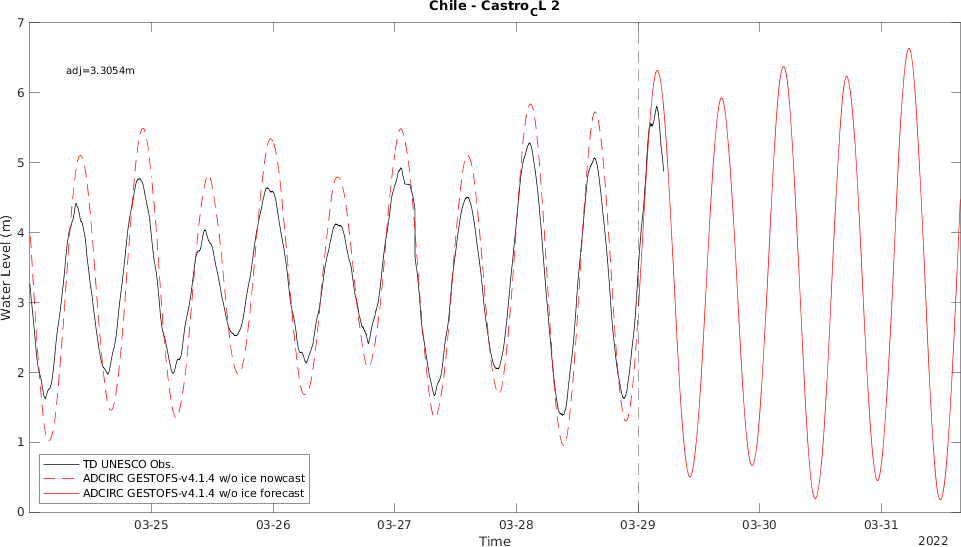 Chile - Castro_CL 2
7
adj=3.3054m
6
5
4
3
2
1
0
Water Level (m)
TD UNESCO Obs.
ADCIRC GESTOFS-v4.1.4 w/o ice nowcast
ADCIRC GESTOFS-v4.1.4 w/o ice forecast
03-25 03-26 03-27 03-28 03-29 03-30 03-31
Time
2022